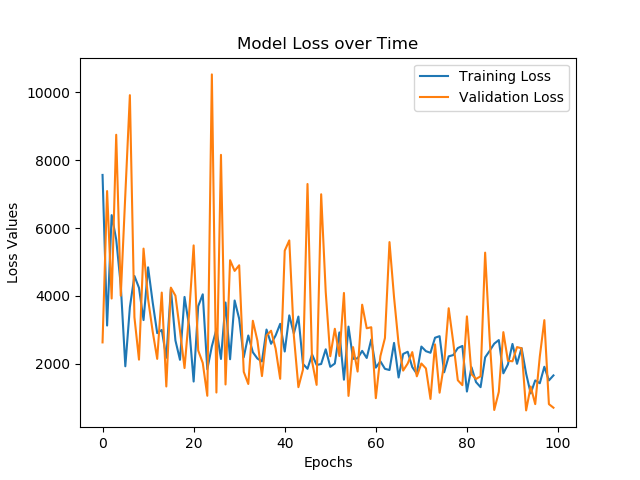 Model Loss over Time
Training Loss
Validation Loss
Loss Values
10000
8000
6000
4000
2000
0 20 40 60 80 100
Epochs